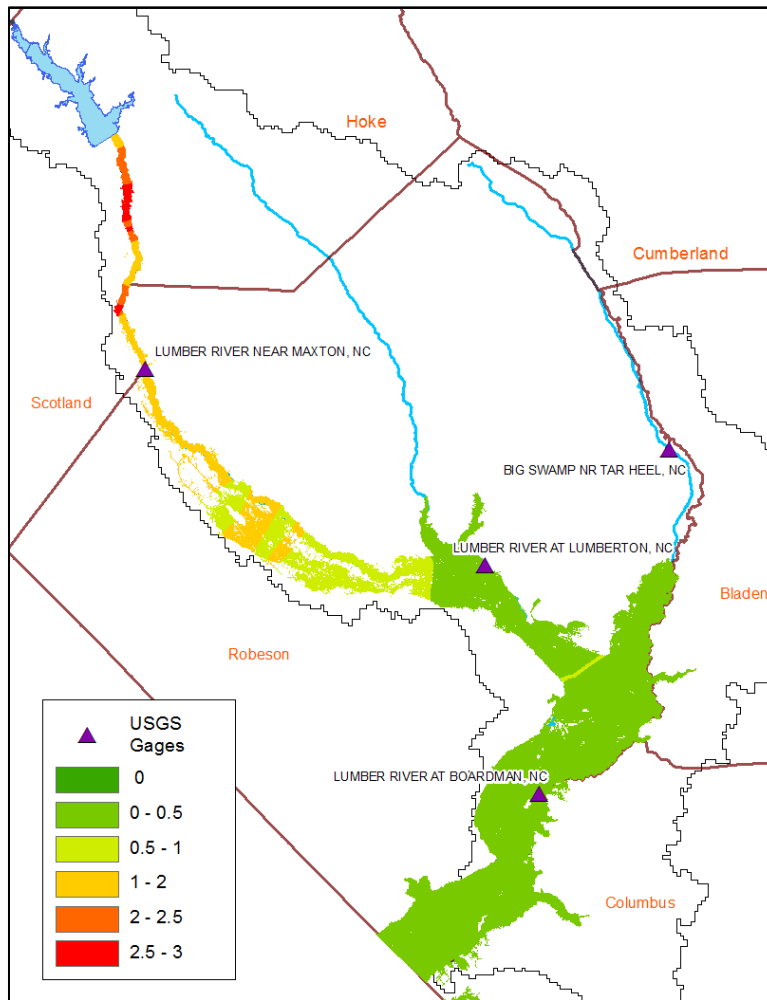 Hoke
Cumberland
LUMBER RIVER NEAR MAXTON, NC
Scotland
BIG SWAMP NR TAR HEEL, NC
LUMBER RIVER AT LUMBERTON, NC
Bladen
Robeson
USGS
Gages
LUMBER RIVER AT BOARDMAN, NC
0
0 - 0.5
0.5 - 1
1 - 2
2 - 2.5
2.5 - 3
Columbus